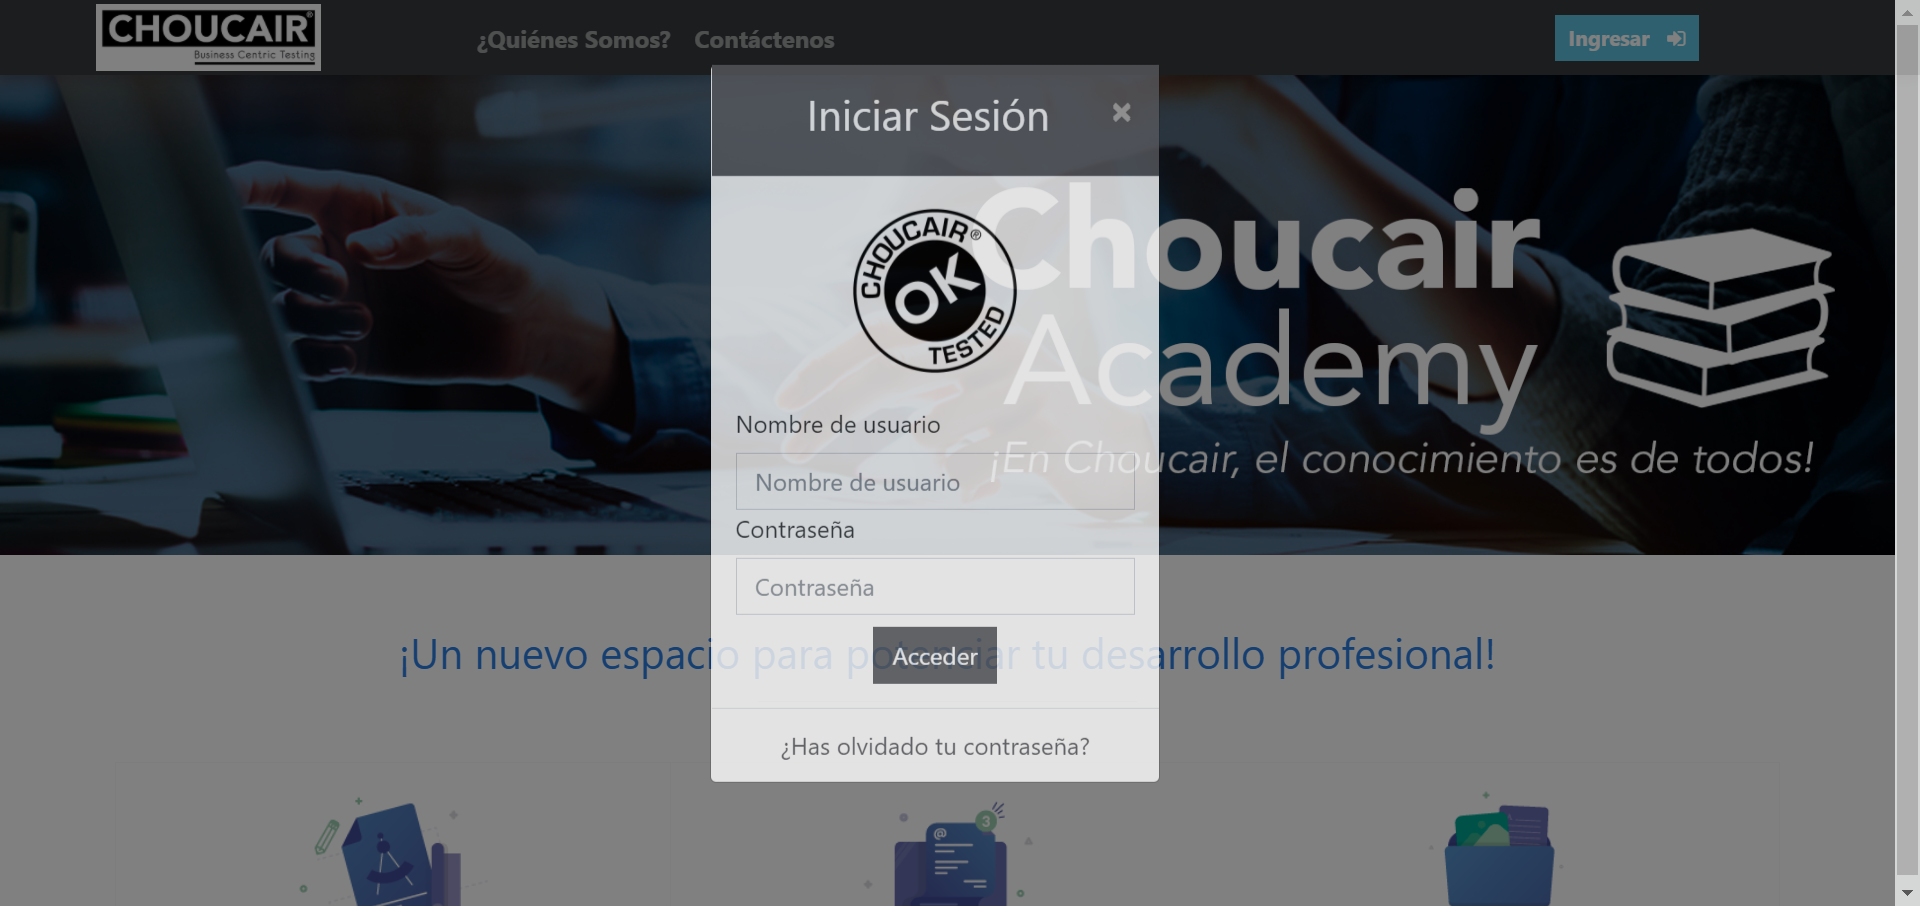 CHOUCAIR®
Business Centric Testing
¿Quiénes Somos?
Contáctenos
Ingresar
Iniciar Sesión
×
CHOUCAIR®
OK
TESTED
Choucair
Academy
¡En Choucair, el conocimiento es de todos!
Nombre de usuario
Nombre de usuario
Contraseña
Contraseña
Acceder
¡Un nuevo espacio para potenciar tu desarrollo profesional!
¿Has olvidado tu contraseña?
@
3